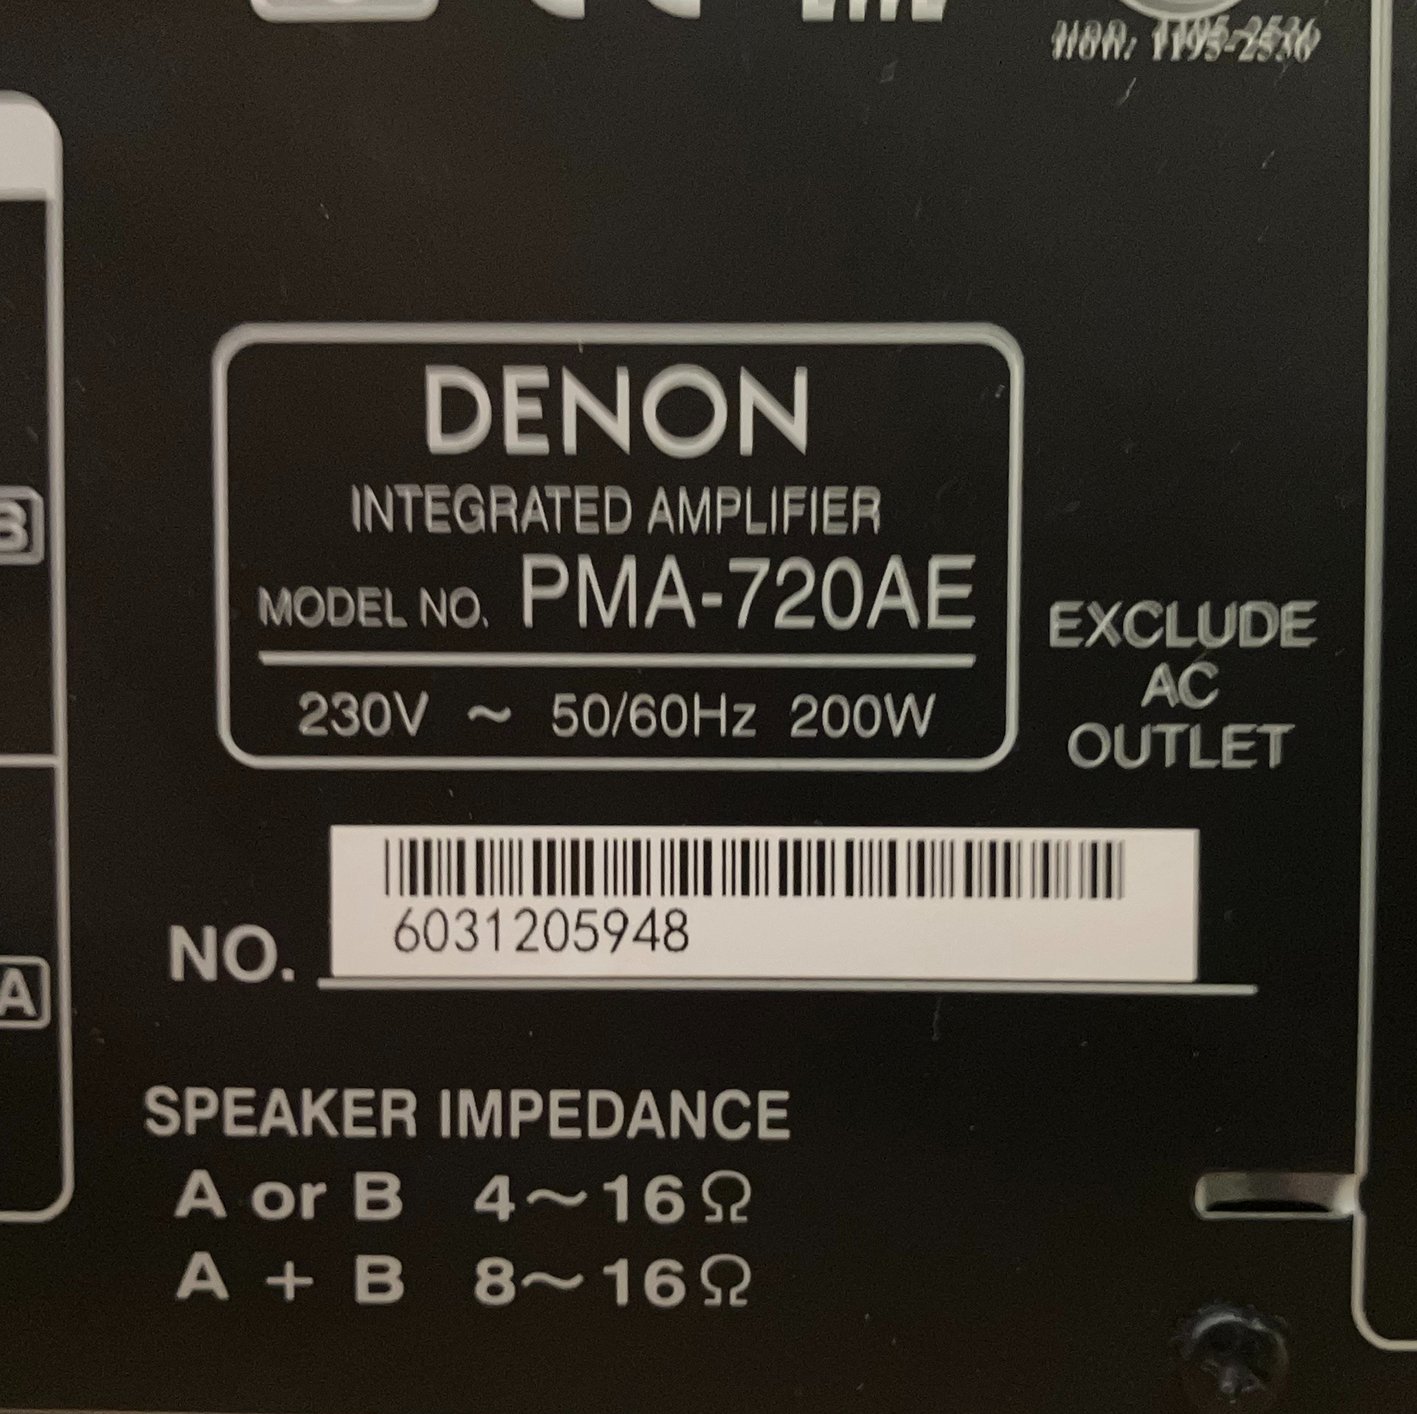 DENON
INTEGRATED AMPLIFIER
MODEL NO. PMA-720AE
230V ~ 50/60Hz 200W
EXCLUDE
AC
OUTLET
NO.
6031205948
SPEAKER IMPEDANCE
A or B 4~16Ω
A + B 8~16Ω
B
A